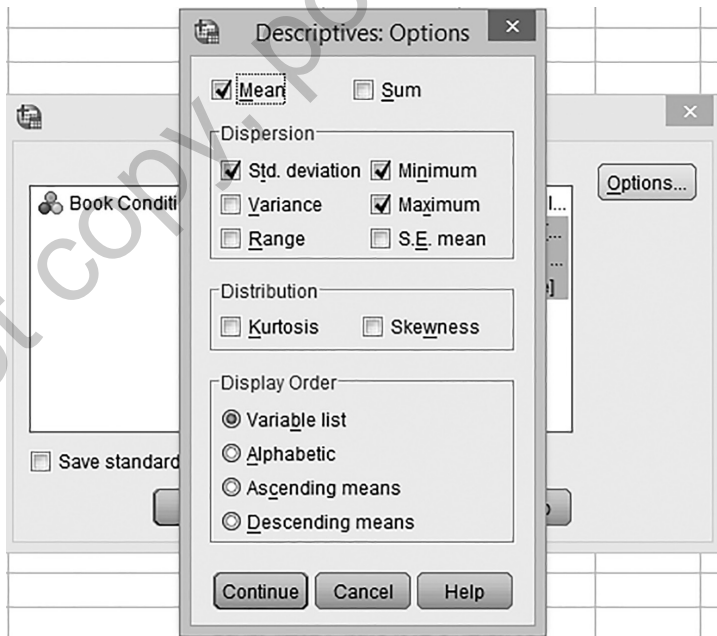 Descriptives: Options
Mean
Sum
Dispersion
Std. deviation
Minimum
Variance
Maximum
Range
S.E. mean
Distribution
Kurtosis
Skewness
Display Order
Variable list
Alphabetic
Ascending means
Descending means
Continue
Cancel
Help
Book Conditi
Options...
Save standard
copy,